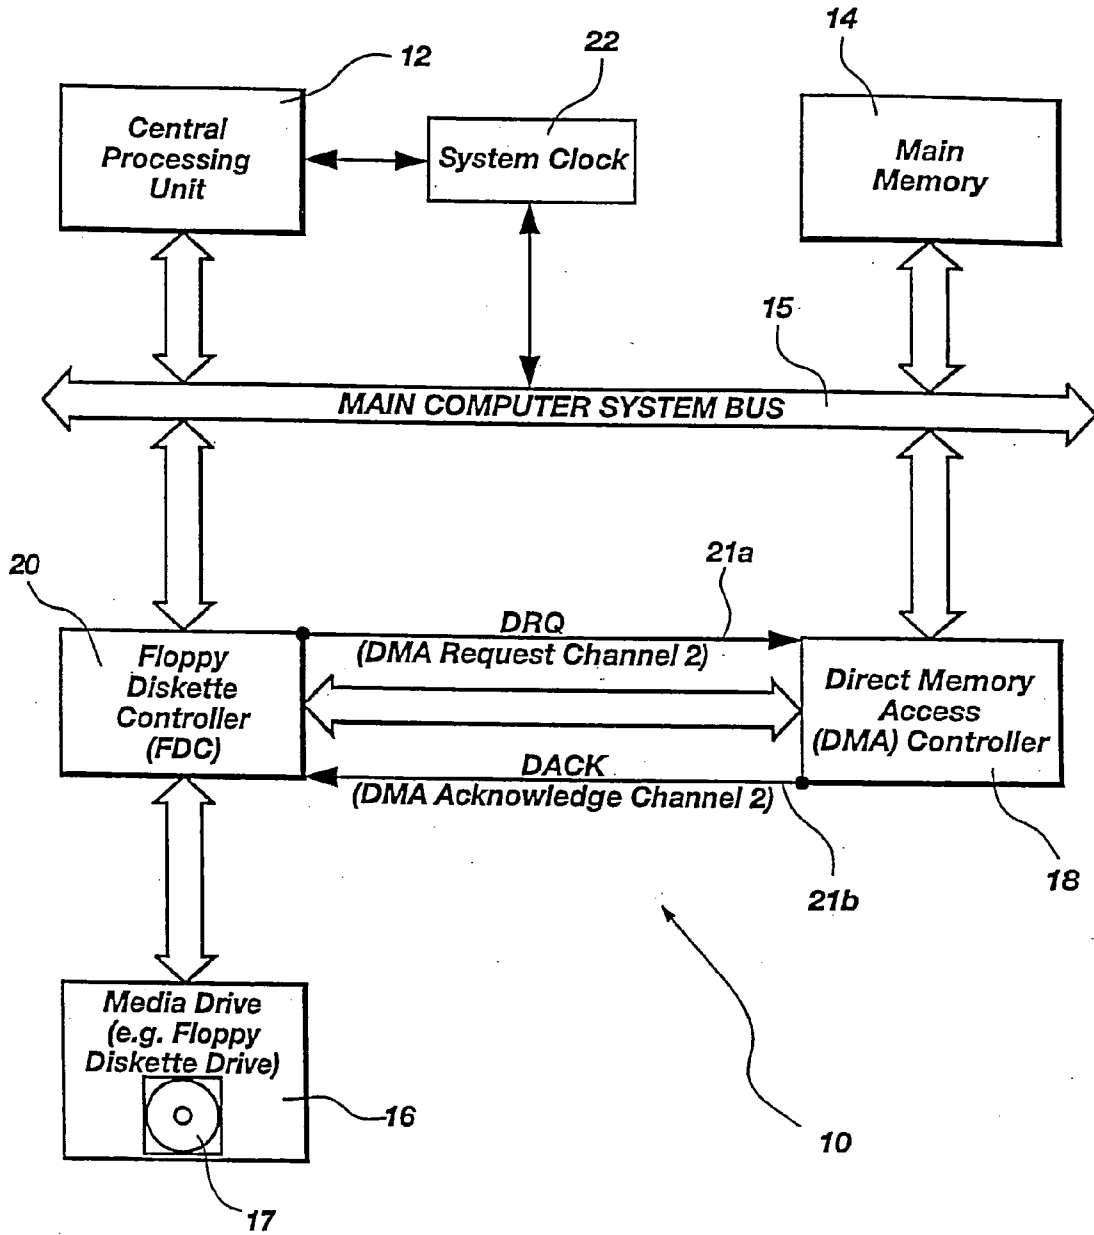 12
22
14
Central
Processing
Unit
System Clock
Main
Memory
15
MAIN COMPUTER SYSTEM BUS
20
21a
DRQ
(DMA Request Channel 2)
Floppy
Diskette
Controller
(FDC)
Direct Memory
Access
(DMA) Controller
DACK
(DMA Acknowledge Channel 2)
21b
18
Media Drive
(e.g. Floppy
Diskette Drive)
16
10
17